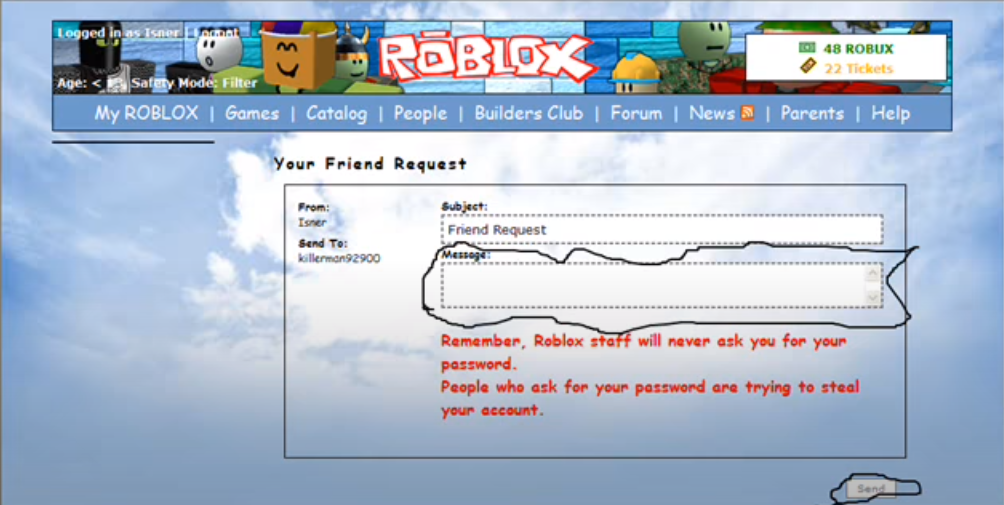 Logged in as Isner | Logout
ROBLOX
48 ROBUX
22 Tickets
Age: < 13, Safety Mode: Filter
My ROBLOX | Games | Catalog | People | Builders Club | Forum | News | Parents | Help
Your Friend Request
From:
Isner
Send To:
killerman92900
Subject:
Friend Request
Message:
Remember, Roblox staff will never ask you for your
password.
People who ask for your password are trying to steal
your account.
Send